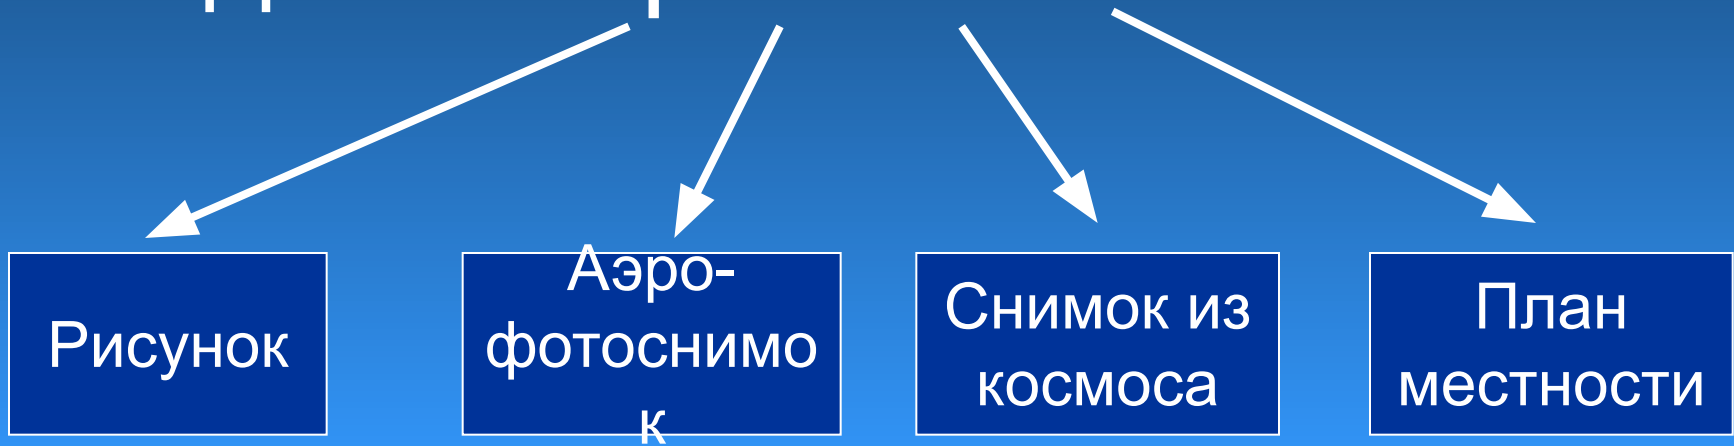 Рисунок
Аэро-
фотоснимо
к
Снимок из
космоса
План
местности